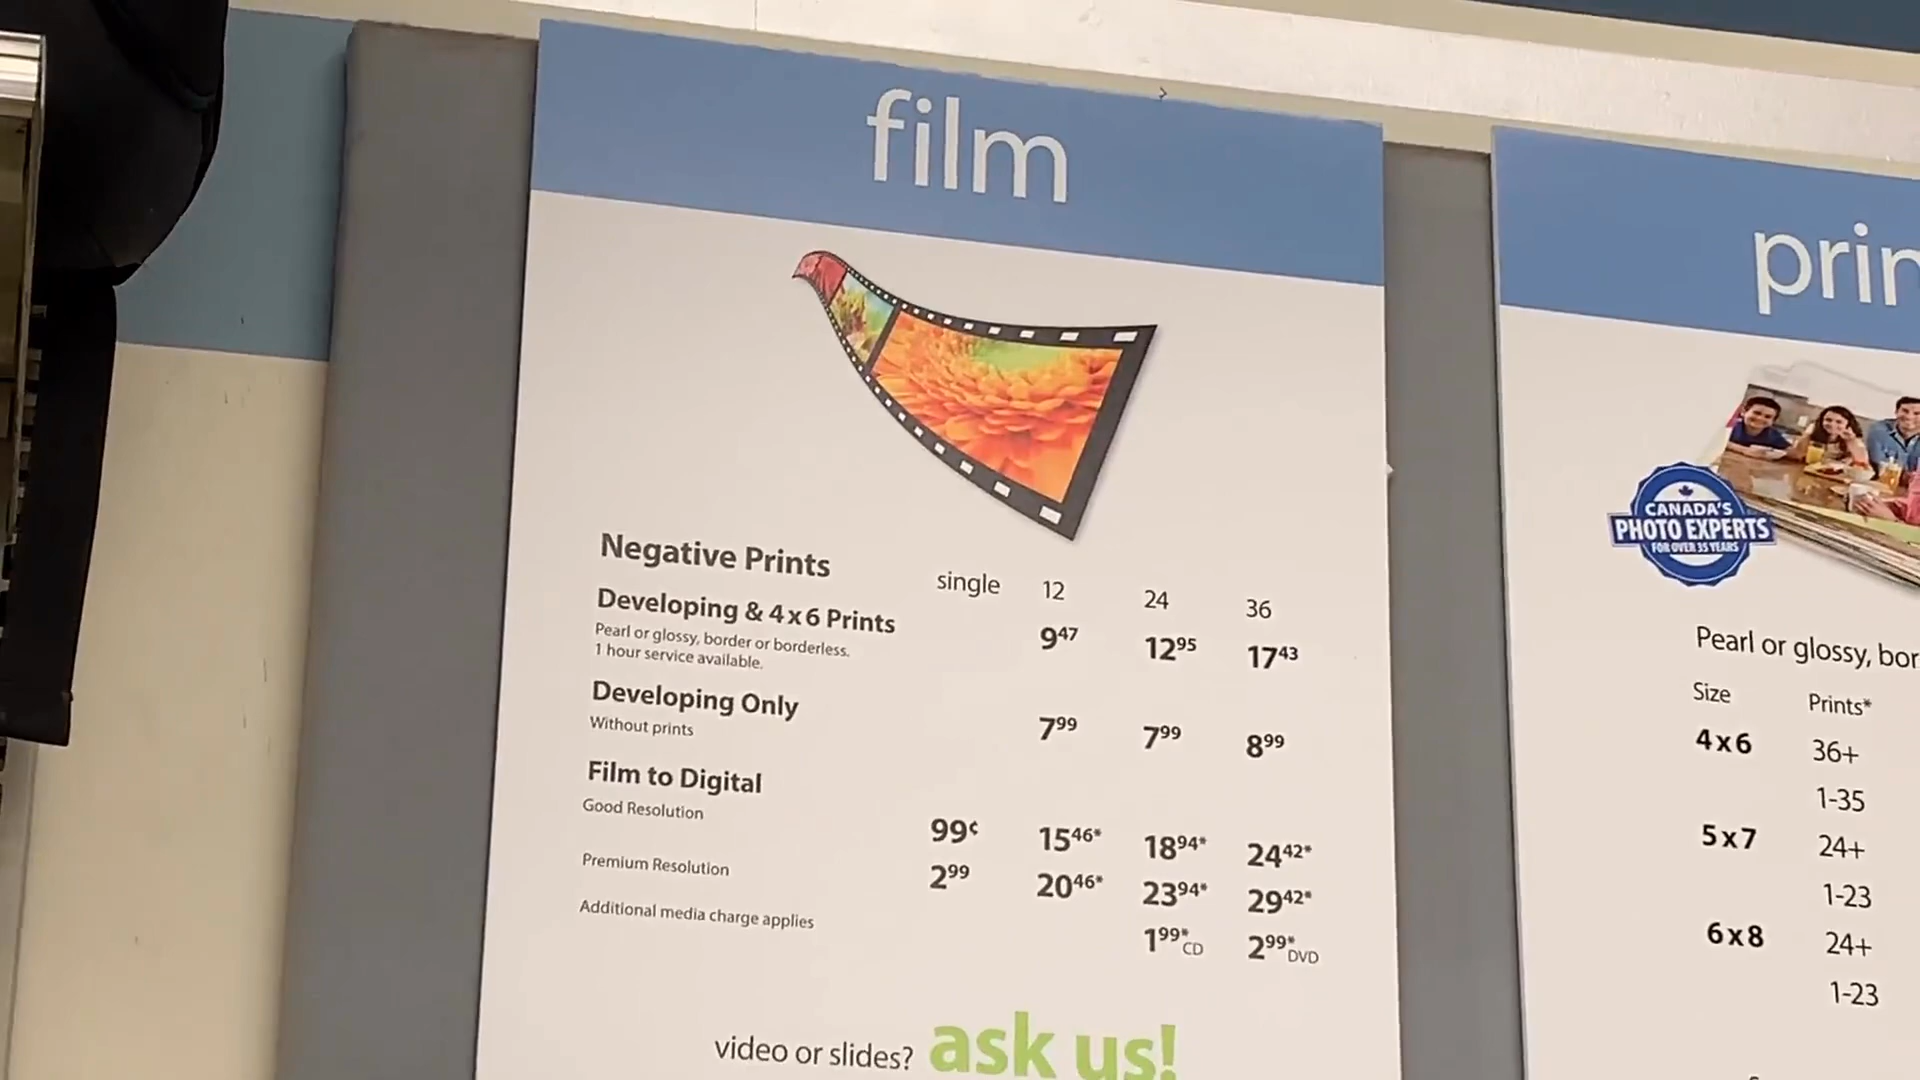 film
Negative Prints
single 12 24 36
Developing & 4x6 Prints
9⁴⁷ 12⁹⁵ 17⁴³
Pearl or glossy, border or borderless.
1 hour service available.
Developing Only
7⁹⁹ 7⁹⁹ 8⁹⁹
Without prints
Film to Digital
Good Resolution
99¢ 15⁴⁶* 18⁹⁴* 24⁴²*
Premium Resolution
2⁹⁹ 20⁴⁶* 23⁹⁴* 29⁴²*
Additional media charge applies
1⁹⁹* CD 2⁹⁹* DVD
video or slides? ask us!
prin
CANADA'S
PHOTO EXPERTS
FOR OVER 35 YEARS
Pearl or glossy, bor
Size Prints*
4x6 36+
1-35
5x7 24+
1-23
6x8 24+
1-23